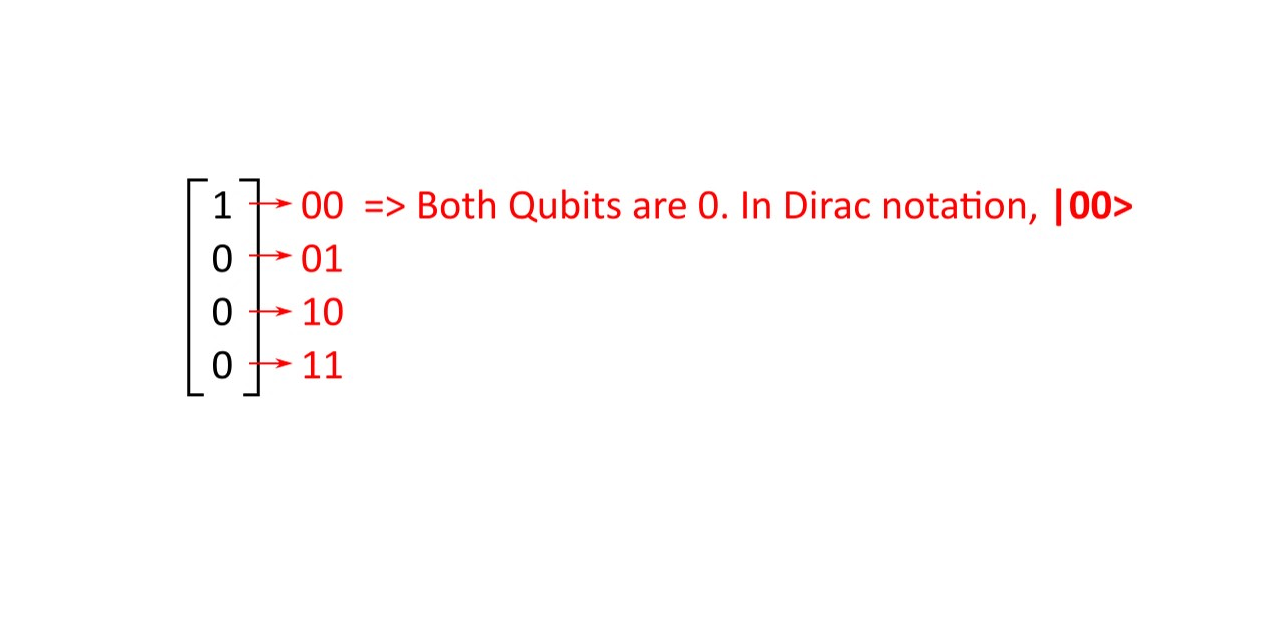 1 → 00 => Both Qubits are 0. In Dirac notation, |00>
0 → 01
0 → 10
0 → 11